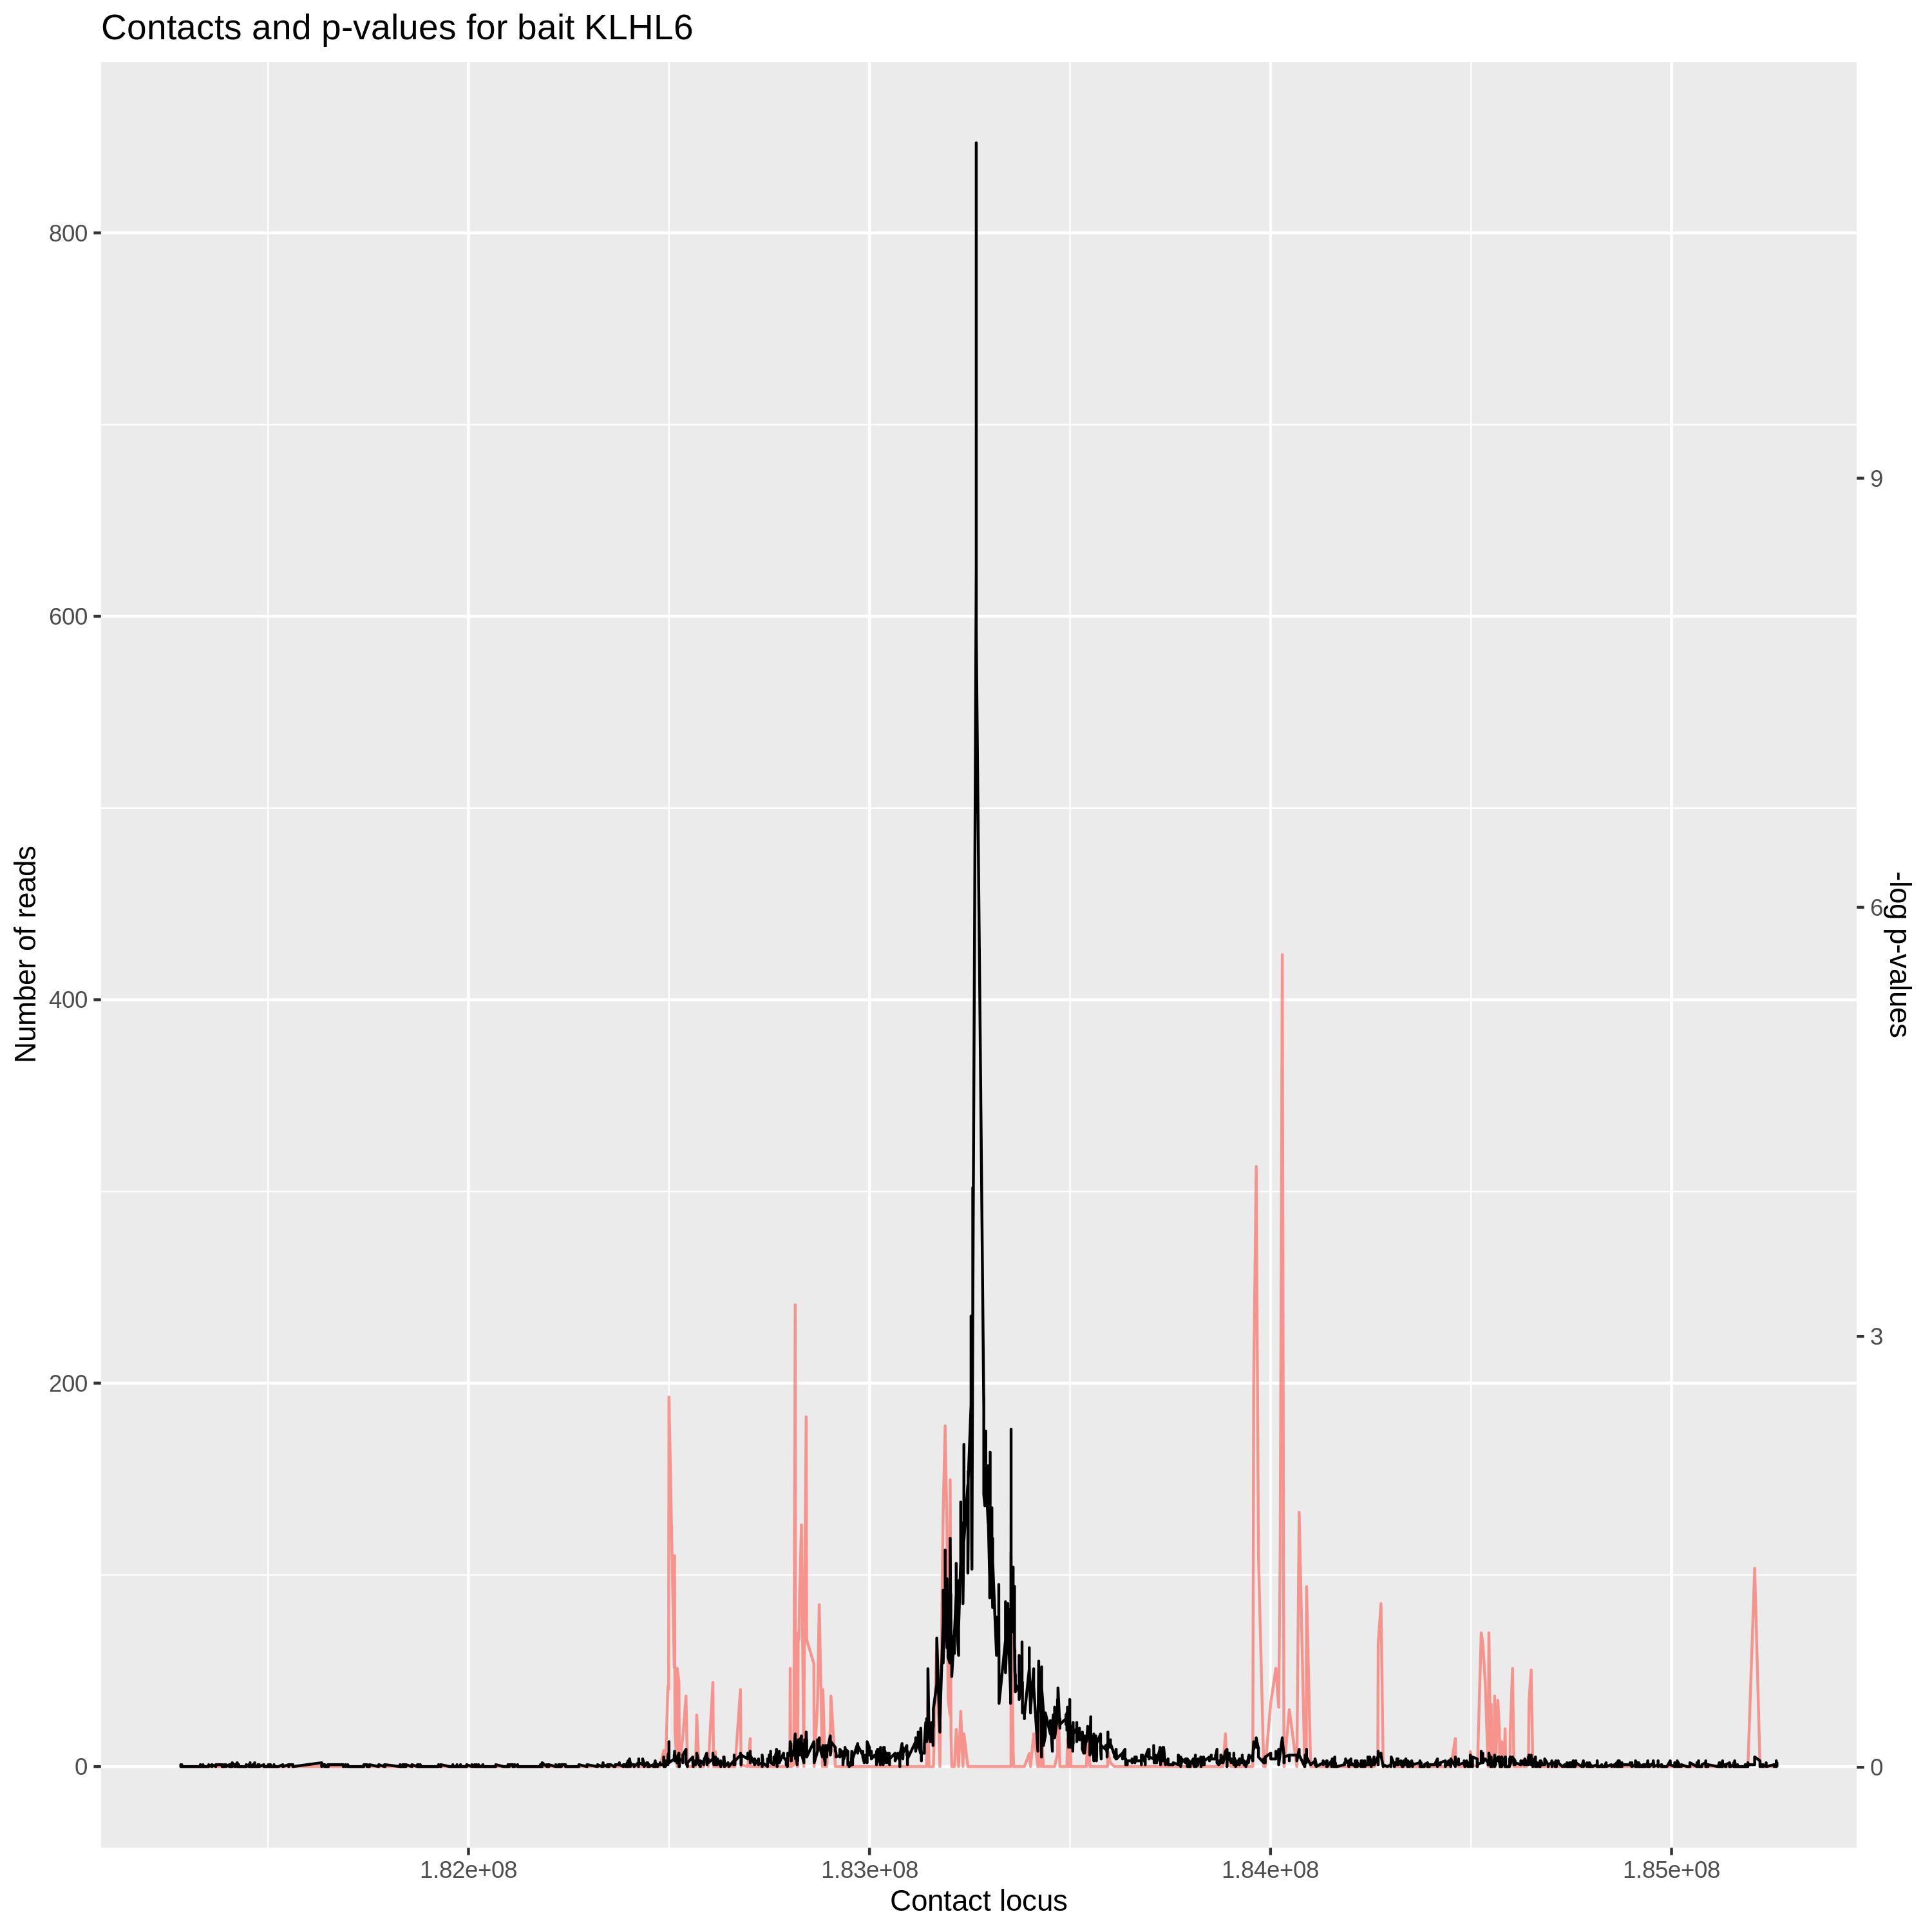 Contacts and p-values for bait KLHL6
Number of reads
800
600
400
200
0
9
6
3
0
-log p-values
1.82e+08 1.83e+08 1.84e+08 1.85e+08
Contact locus